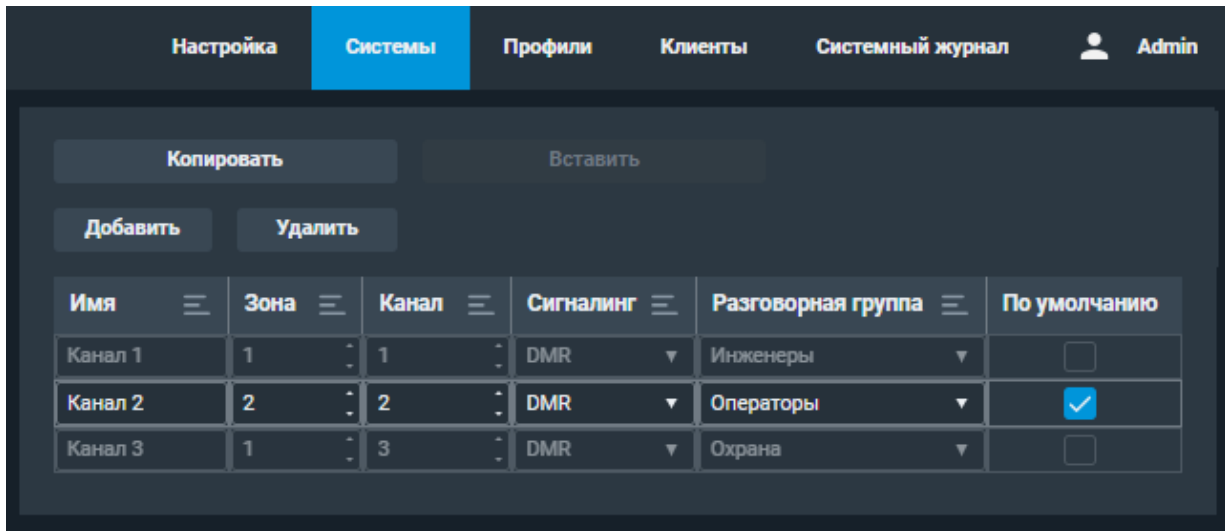 Настройка Системы Профили Клиенты Системный журнал Admin
Копировать Вставить
Добавить Удалить
Имя Зона Канал Сигналинг Разговорная группа По умолчанию
Канал 1 1 1 DMR Инженеры
Канал 2 2 2 DMR Операторы
Канал 3 1 3 DMR Охрана